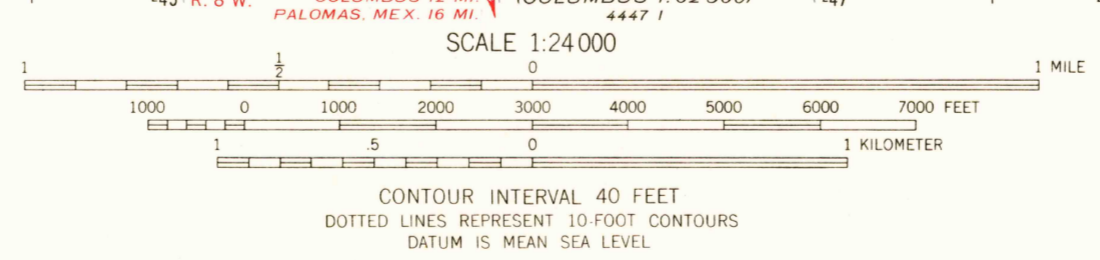 R. 8 W.
PALOMAS, MEX. 16 MI.
4447 I
SCALE 1:24 000
1 1/2 0 1 MILE
1000 0 1000 2000 3000 4000 5000 6000 7000 FEET
1 .5 0 1 KILOMETER
CONTOUR INTERVAL 40 FEET
DOTTED LINES REPRESENT 10-FOOT CONTOURS
DATUM IS MEAN SEA LEVEL